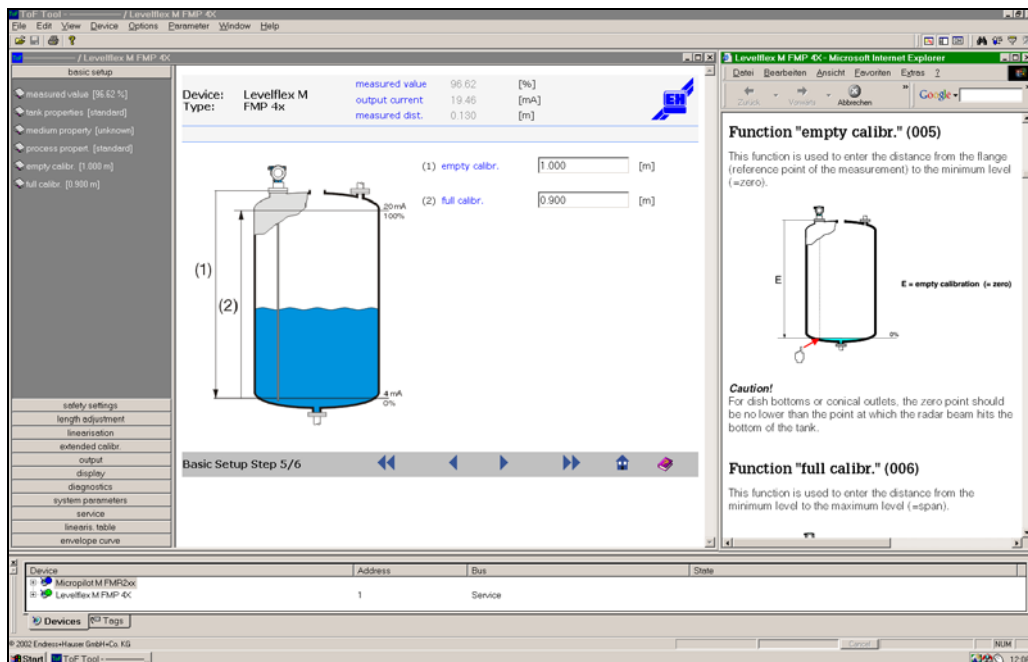 ToF Tool - ———— / Levelflex M FMP 4X
File Edit View Device Options Parameter Window Help
/ Levelflex M FMP 4X
basic setup
measured value [96.62 %]
tank properties [standard]
medium property [unknown]
process propert. [standard]
empty calibr. [1.000 m]
full calibr. [0.900 m]
safety settings
length adjustment
linearisation
extended calibr.
output
display
diagnostics
system parameters
service
linearis. table
envelope curve
Device: Levelflex M
Type: FMP 4x
measured value 96.62 [%]
output current 19.46 [mA]
measured dist. 0.130 [m]
EH
(1) empty calibr. 1.000 [m]
(2) full calibr. 0.900 [m]
20 mA
100%
(1)
(2)
4 mA
0%
Basic Setup Step 5/6
Levelflex M FMP 4X - Microsoft Internet Explorer
Datei Bearbeiten Ansicht Favoriten Extras ?
Zurück Vorwärts Abbrechen
Google
Function "empty calibr." (005)
This function is used to enter the distance from the flange
(reference point of the measurement) to the minimum level
(=zero).
E
E = empty calibration (= zero)
0%
Caution!
For dish bottoms or conical outlets, the zero point should
be no lower than the point at which the radar beam hits the
bottom of the tank.
Function "full calibr." (006)
This function is used to enter the distance from the
minimum level to the maximum level (=span).
Device Address Bus State
Micropilot M FMR2xx
Levelflex M FMP 4X 1 Service
Devices Tags
© 2002 Endress+Hauser GmbH+Co. KG
Cancel
NUM
Start ToF Tool - ————